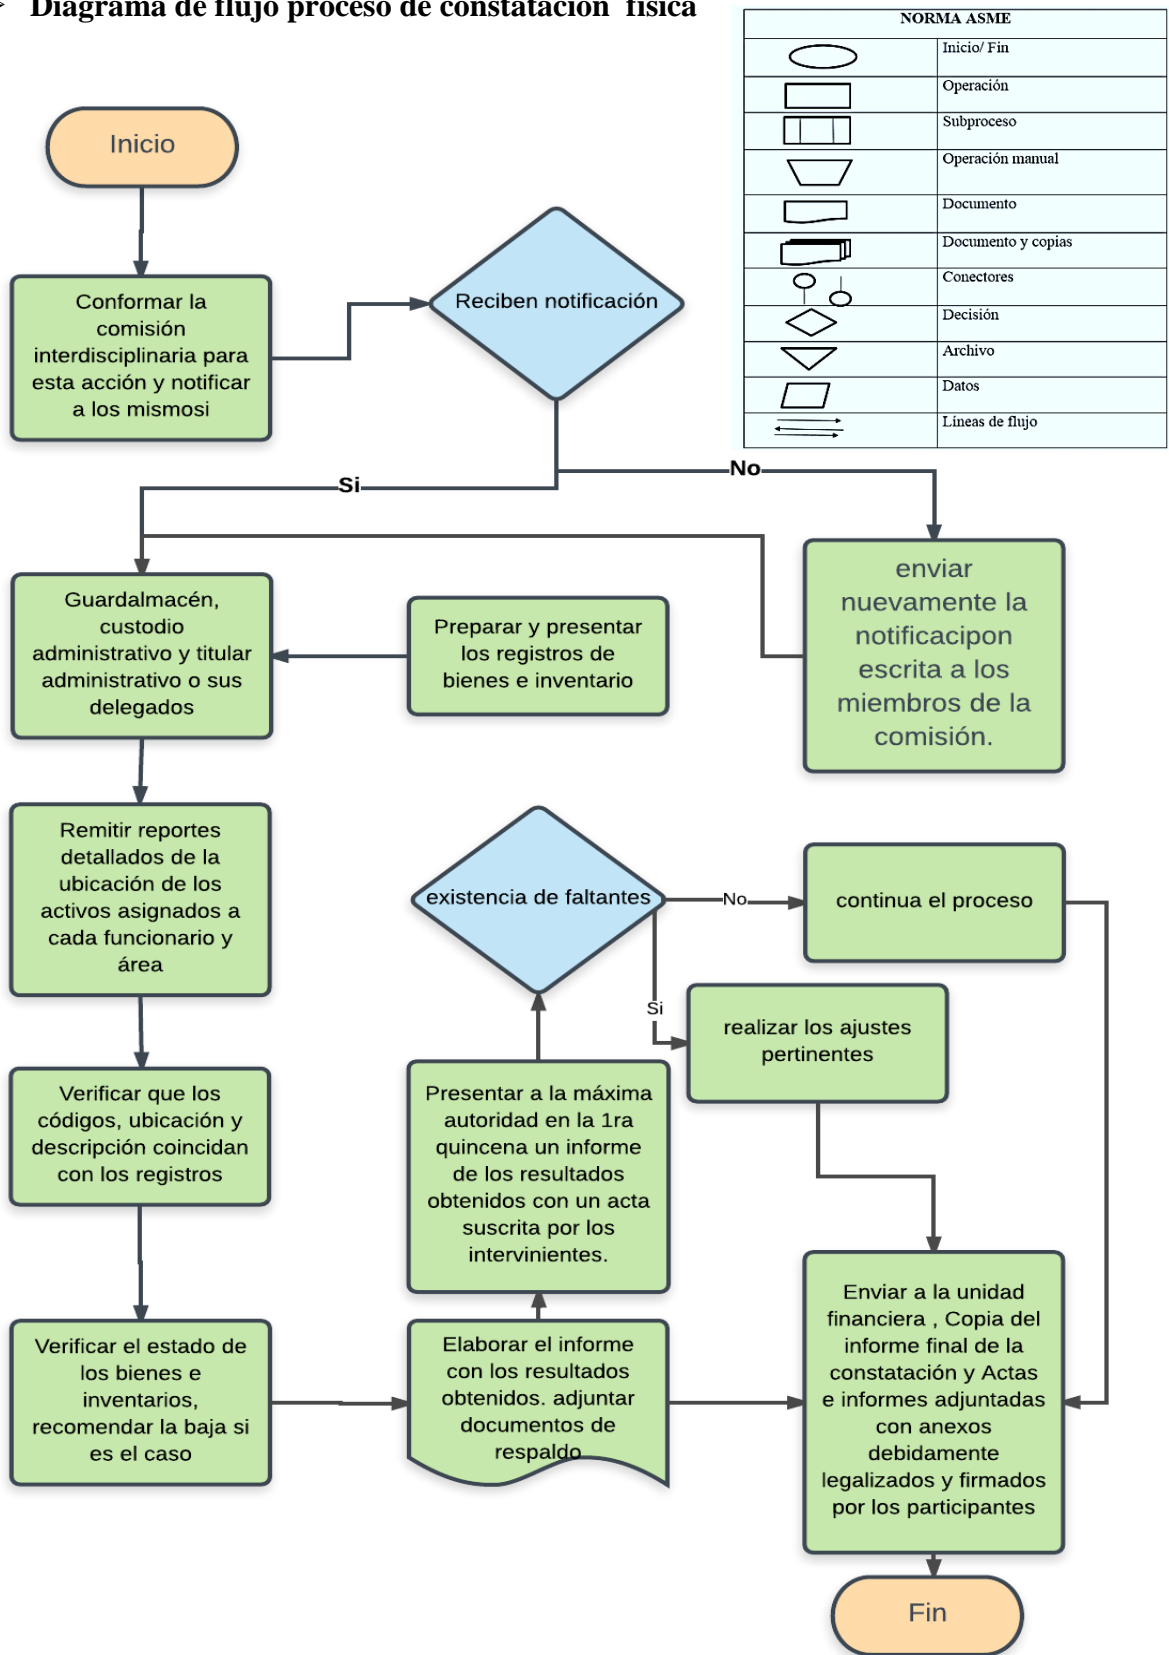 Diagrama de flujo proceso de constatación física
NORMA ASME
Inicio/ Fin
Operación
Subproceso
Operación manual
Documento
Documento y copias
Conectores
Decisión
Archivo
Datos
Líneas de flujo
Inicio
Conformar la
comisión
interdisciplinaria para
esta acción y notificar
a los mismosi
Reciben notificación
Si
No
enviar
nuevamente la
notificacipon
escrita a los
miembros de la
comisión.
Guardalmacén,
custodio
administrativo y titular
administrativo o sus
delegados
Preparar y presentar
los registros de
bienes e inventario
Remitir reportes
detallados de la
ubicación de los
activos asignados a
cada funcionario y
área
Verificar que los
códigos, ubicación y
descripción coincidan
con los registros
Verificar el estado de
los bienes e
inventarios,
recomendar la baja si
es el caso
Elaborar el informe
con los resultados
obtenidos. adjuntar
documentos de
respaldo
Presentar a la máxima
autoridad en la 1ra
quincena un informe
de los resultados
obtenidos con un acta
suscrita por los
intervinientes.
existencia de faltantes
No
continua el proceso
Si
realizar los ajustes
pertinentes
Enviar a la unidad
financiera , Copia del
informe final de la
constatación y Actas
e informes adjuntadas
con anexos
debidamente
legalizados y firmados
por los participantes
Fin